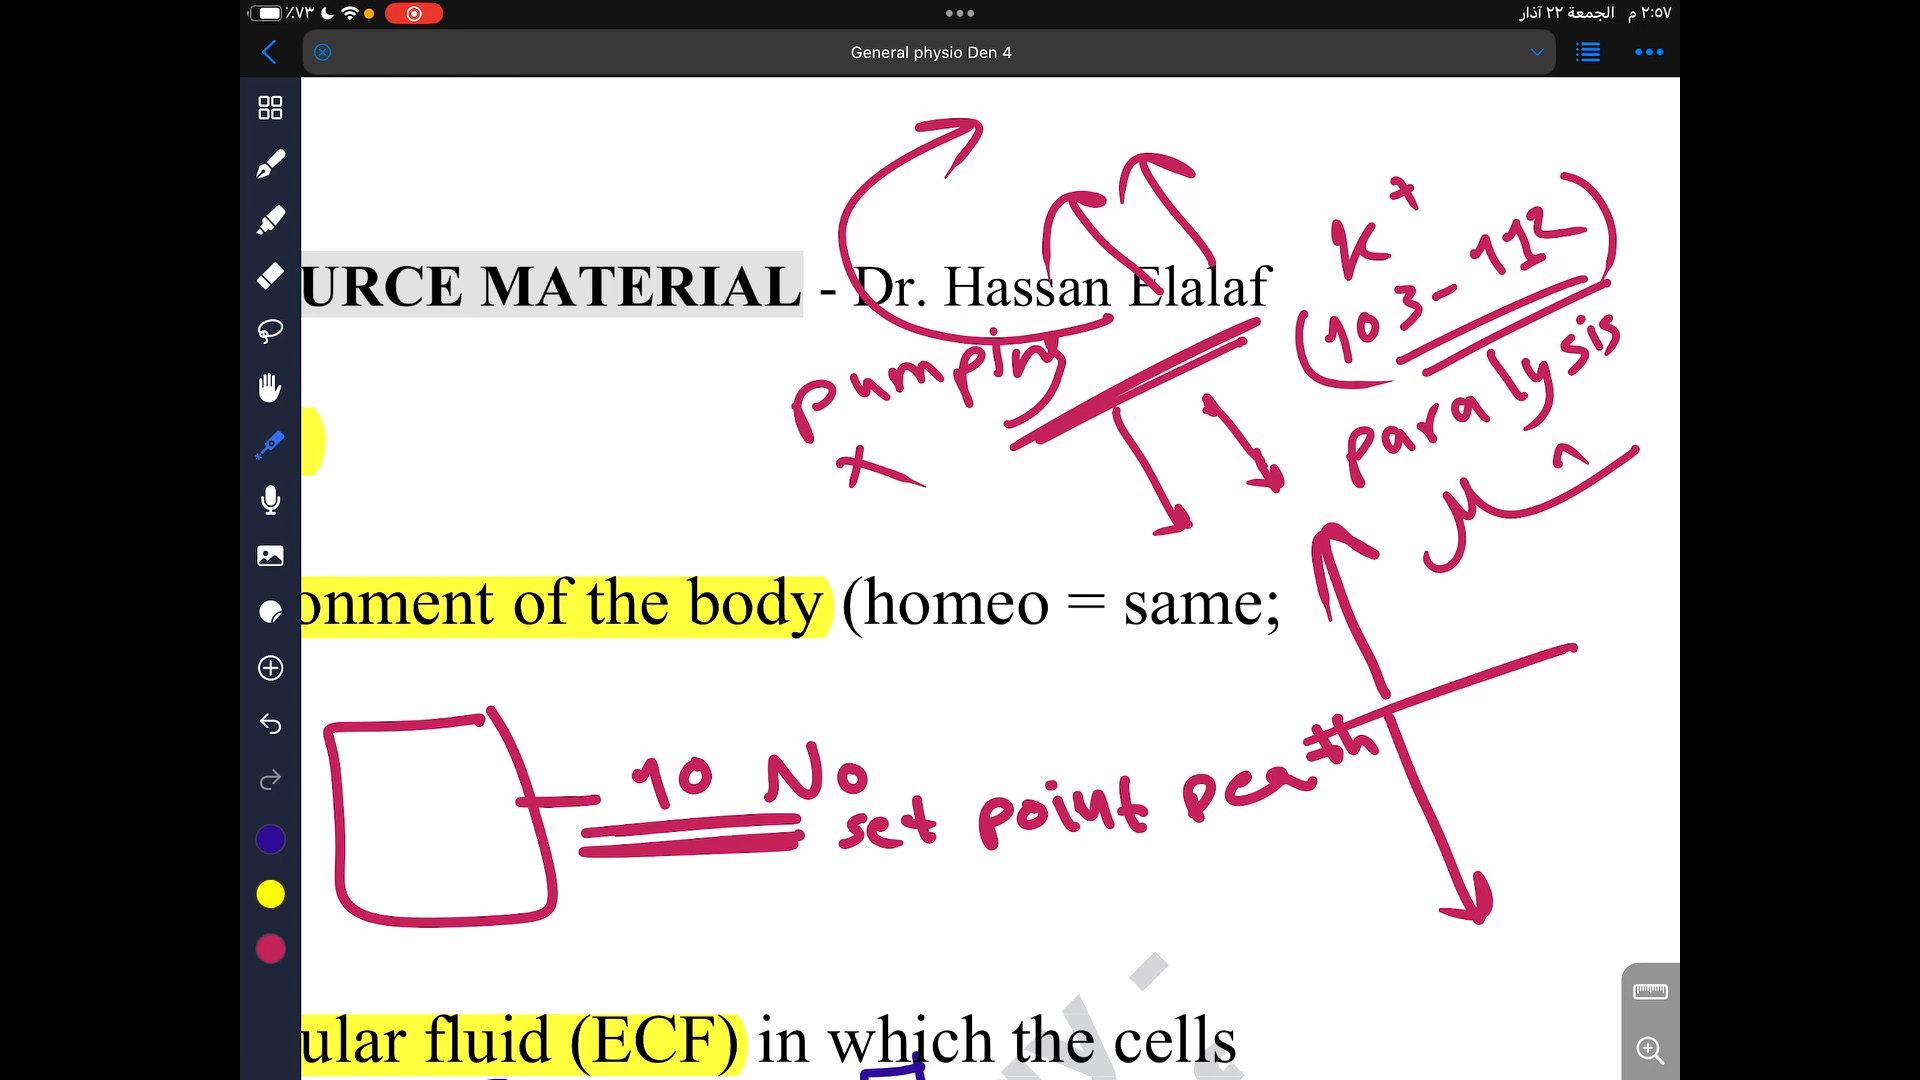 ٪٧٣
٢:٥٧ م الجمعة ٢٢ آذار
General physio Den 4
K+
(103-112)
URCE MATERIAL - Dr. Hassan Elalaf
pumping
paralysis
x
onment of the body (homeo = same;
10 No
set point
ular fluid (ECF) in which the cells